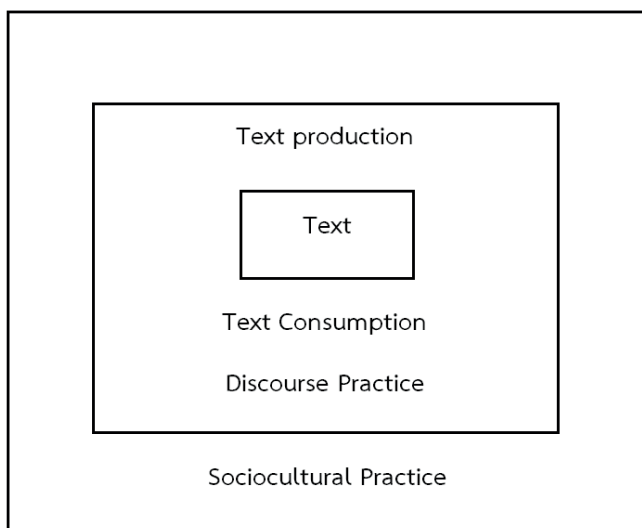 Text production
Text
Text Consumption
Discourse Practice
Sociocultural Practice